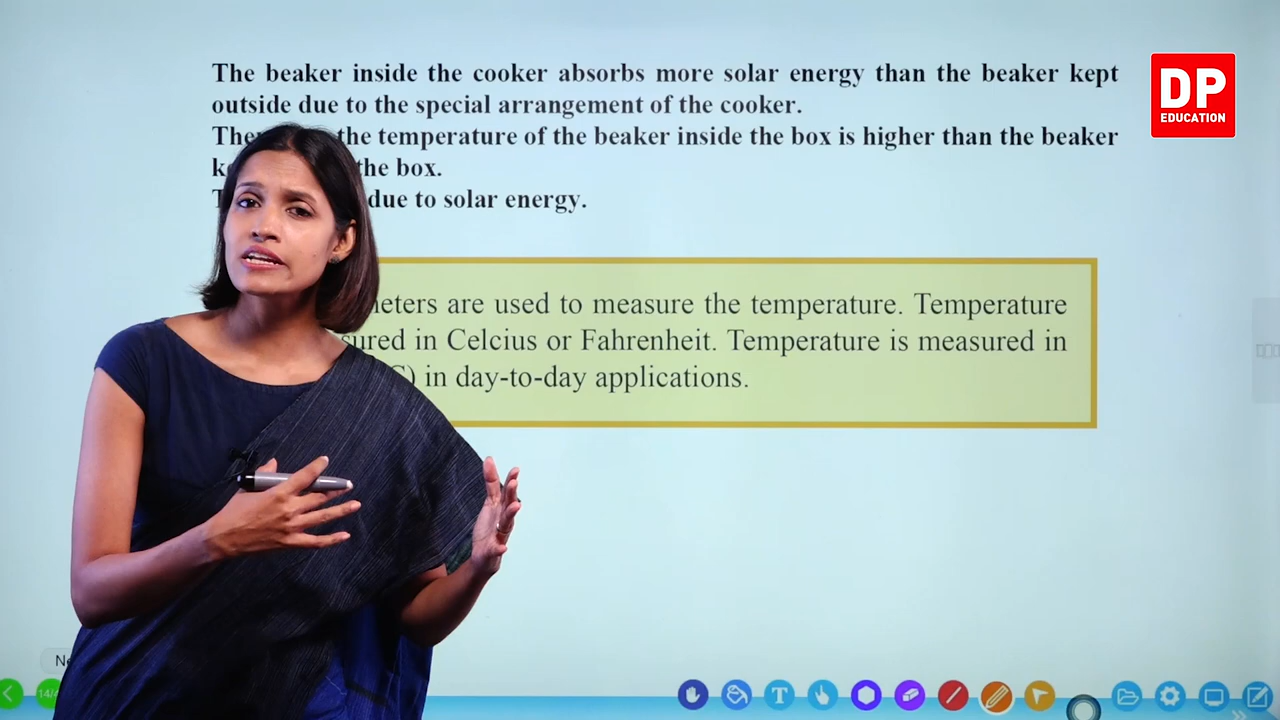 The beaker inside the cooker absorbs more solar energy than the beaker kept
outside due to the special arrangement of the cooker.
the temperature of the beaker inside the box is higher than the beaker
the box.
due to solar energy.
meters are used to measure the temperature. Temperature
sured in Celcius or Fahrenheit. Temperature is measured in
C) in day-to-day applications.
DP
EDUCATION
14/
T